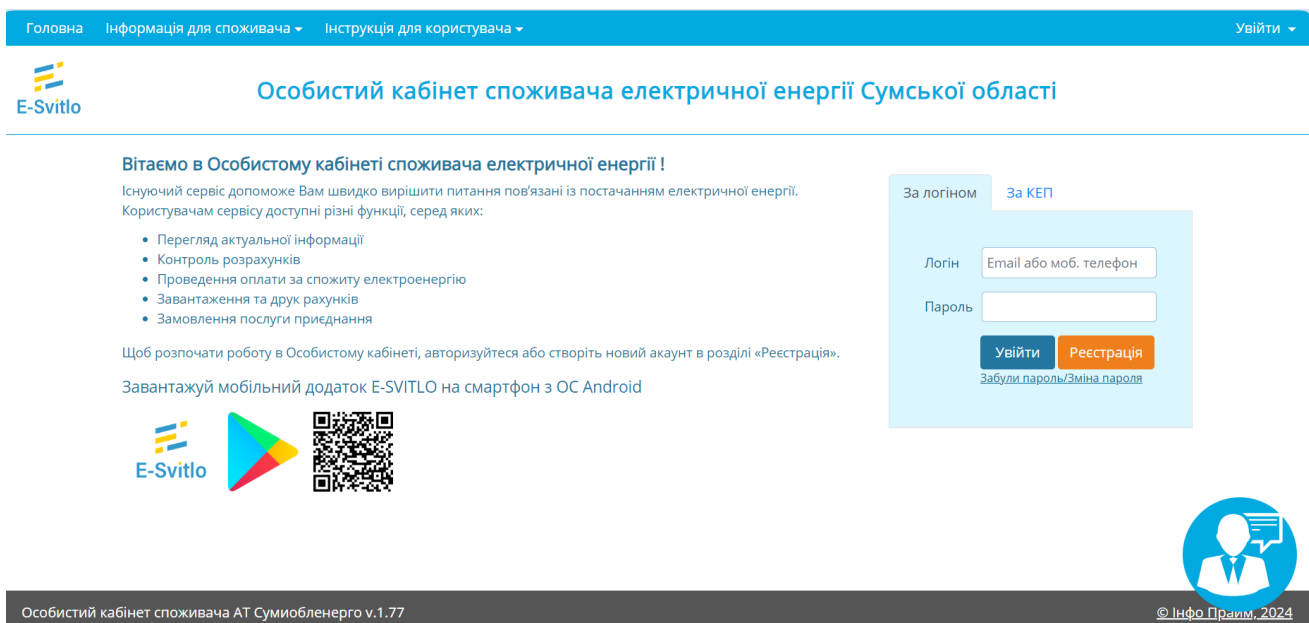 Головна Інформація для споживача Інструкція для користувача Увійти
E-Svitlo
Особистий кабінет споживача електричної енергії Сумської області
Вітаємо в Особистому кабінеті споживача електричної енергії !
Існуючий сервіс допоможе Вам швидко вирішити питання пов’язані із постачанням електричної енергії.
Користувачам сервісу доступні різні функції, серед яких:
• Перегляд актуальної інформації
• Контроль розрахунків
• Проведення оплати за спожиту електроенергію
• Завантаження та друк рахунків
• Замовлення послуги приєднання
Щоб розпочати роботу в Особистому кабінеті, авторизуйтеся або створіть новий акаунт в розділі «Реєстрація».
Завантажуй мобільний додаток E-SVITLO на смартфон з ОС Android
E-Svitlo
За логіном За КЕП
Логін Email або моб. телефон
Пароль
Увійти Реєстрація
Забули пароль/Зміна пароля
Особистий кабінет споживача АТ Сумиобленерго v.1.77
© Інфо Прайм, 2024